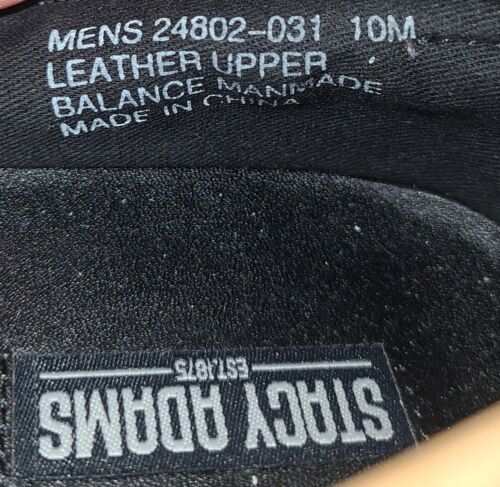 MENS 24802-031 10M
LEATHER UPPER
BALANCE MANMADE
MADE IN CHINA
STACY ADAMS
EST.1875